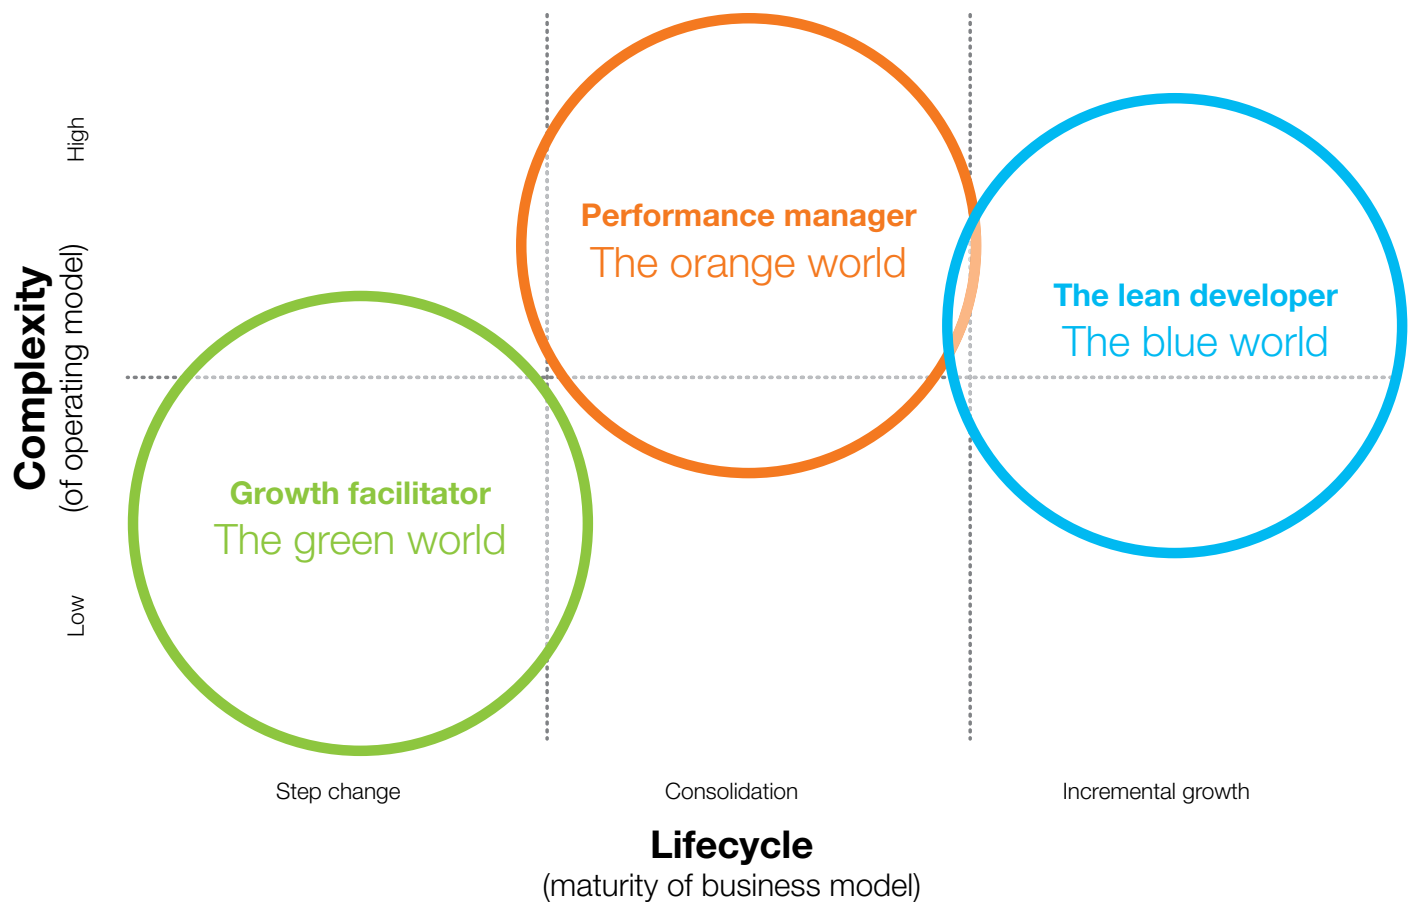 High
Complexity
(of operating model)
Low
Performance manager
The orange world
The lean developer
The blue world
Growth facilitator
The green world
Step change
Consolidation
Incremental growth
Lifecycle
(maturity of business model)